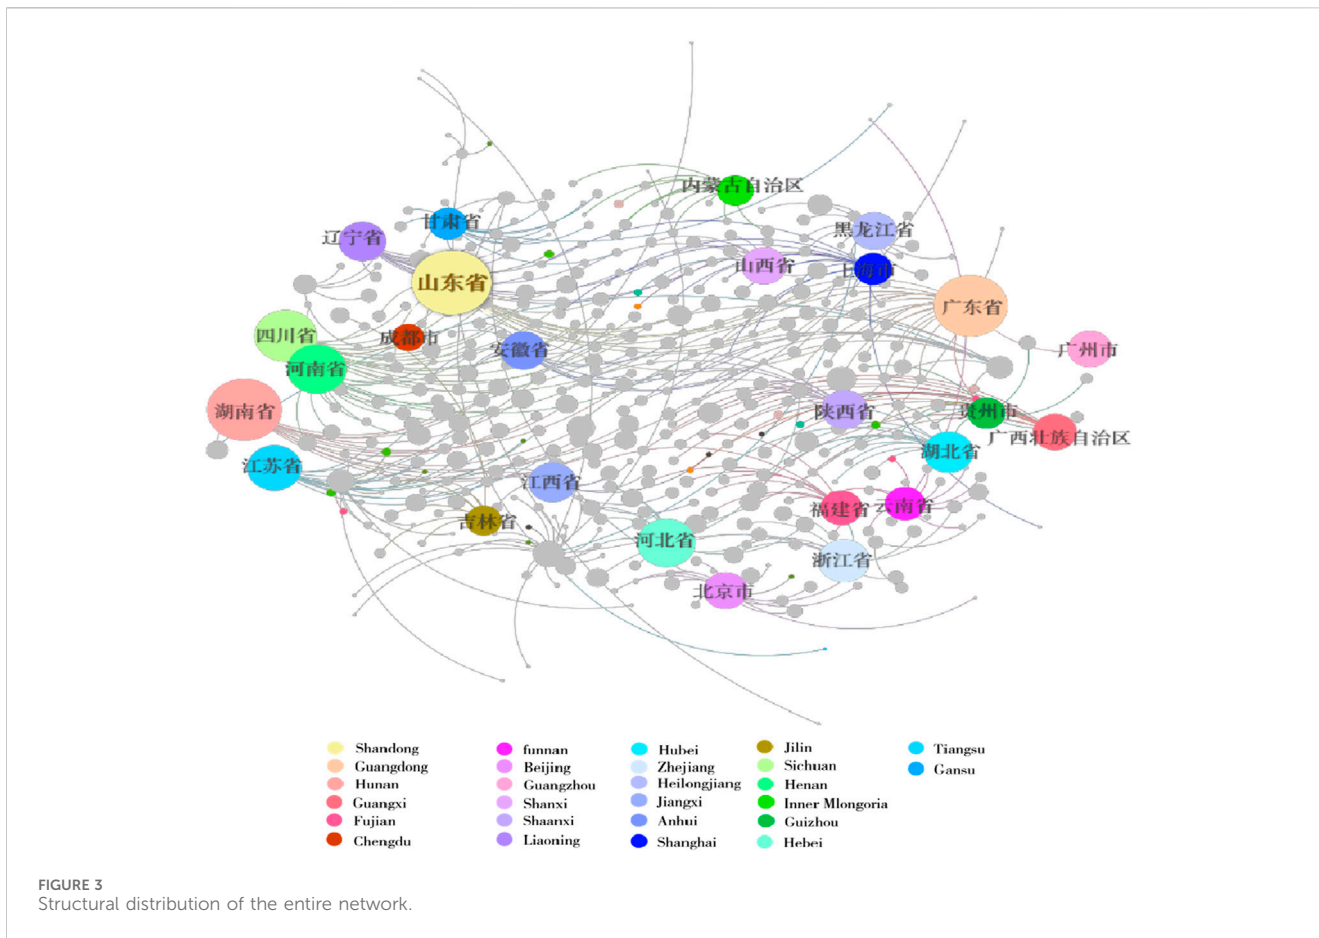 内蒙古自治区
甘肃省
黑龙江省
辽宁省
山西省
上海市
山东省
广东省
四川省
成都市
安徽省
广州市
河南省
湖南省
陕西省
贵州市
广西壮族自治区
湖北省
江苏省
江西省
福建省
云南省
吉林省
河北省
浙江省
北京市
Shandong
Guangdong
Hunan
Guangxi
Fujian
Chengdu
funnan
Beijing
Guangzhou
Shanxi
Shaanxi
Liaoning
Hubei
Zhejiang
Heilongjiang
Jiangxi
Anhui
Shanghai
Jilin
Sichuan
Henan
Inner Mlongoria
Guizhou
Hebei
Tiangsu
Gansu
FIGURE 3
Structural distribution of the entire network.